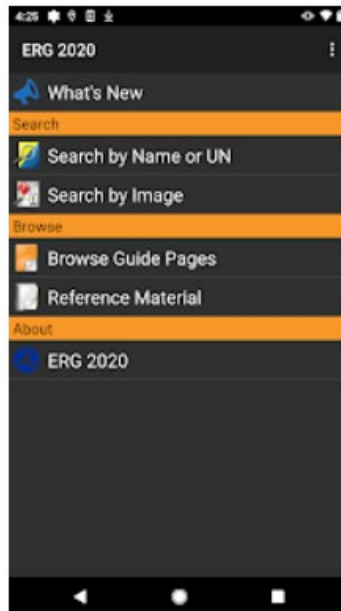 4:25
ERG 2020
What's New
Search
Search by Name or UN
Search by Image
Browse
Browse Guide Pages
Reference Material
About
ERG 2020